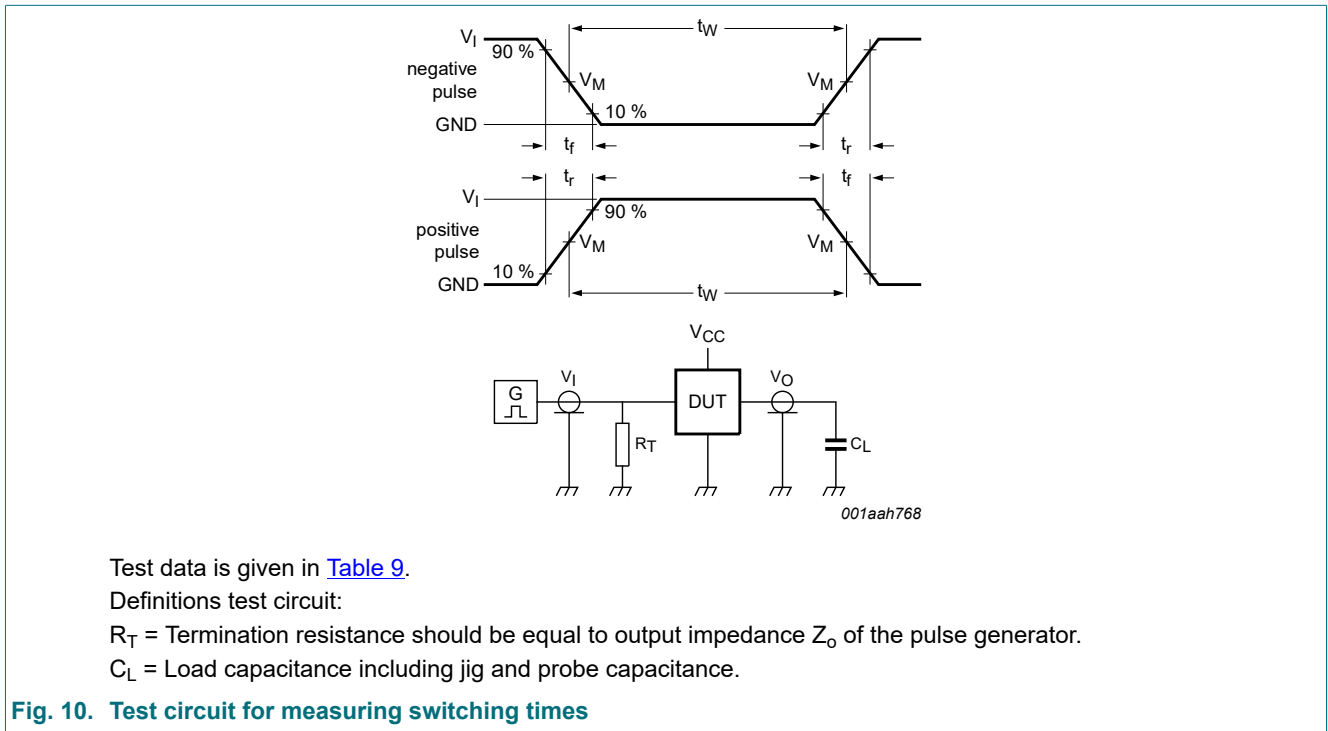 V_I
90 %
t_W
negative
pulse
V_M
V_M
10 %
GND
t_f
t_r
t_r
t_f
V_I
90 %
positive
pulse
V_M
V_M
10 %
GND
t_W
V_CC
G
V_I
DUT
V_O
R_T
C_L
001aah768
Test data is given in Table 9.
Definitions test circuit:
R_T = Termination resistance should be equal to output impedance Z_o of the pulse generator.
C_L = Load capacitance including jig and probe capacitance.
Fig. 10. Test circuit for measuring switching times